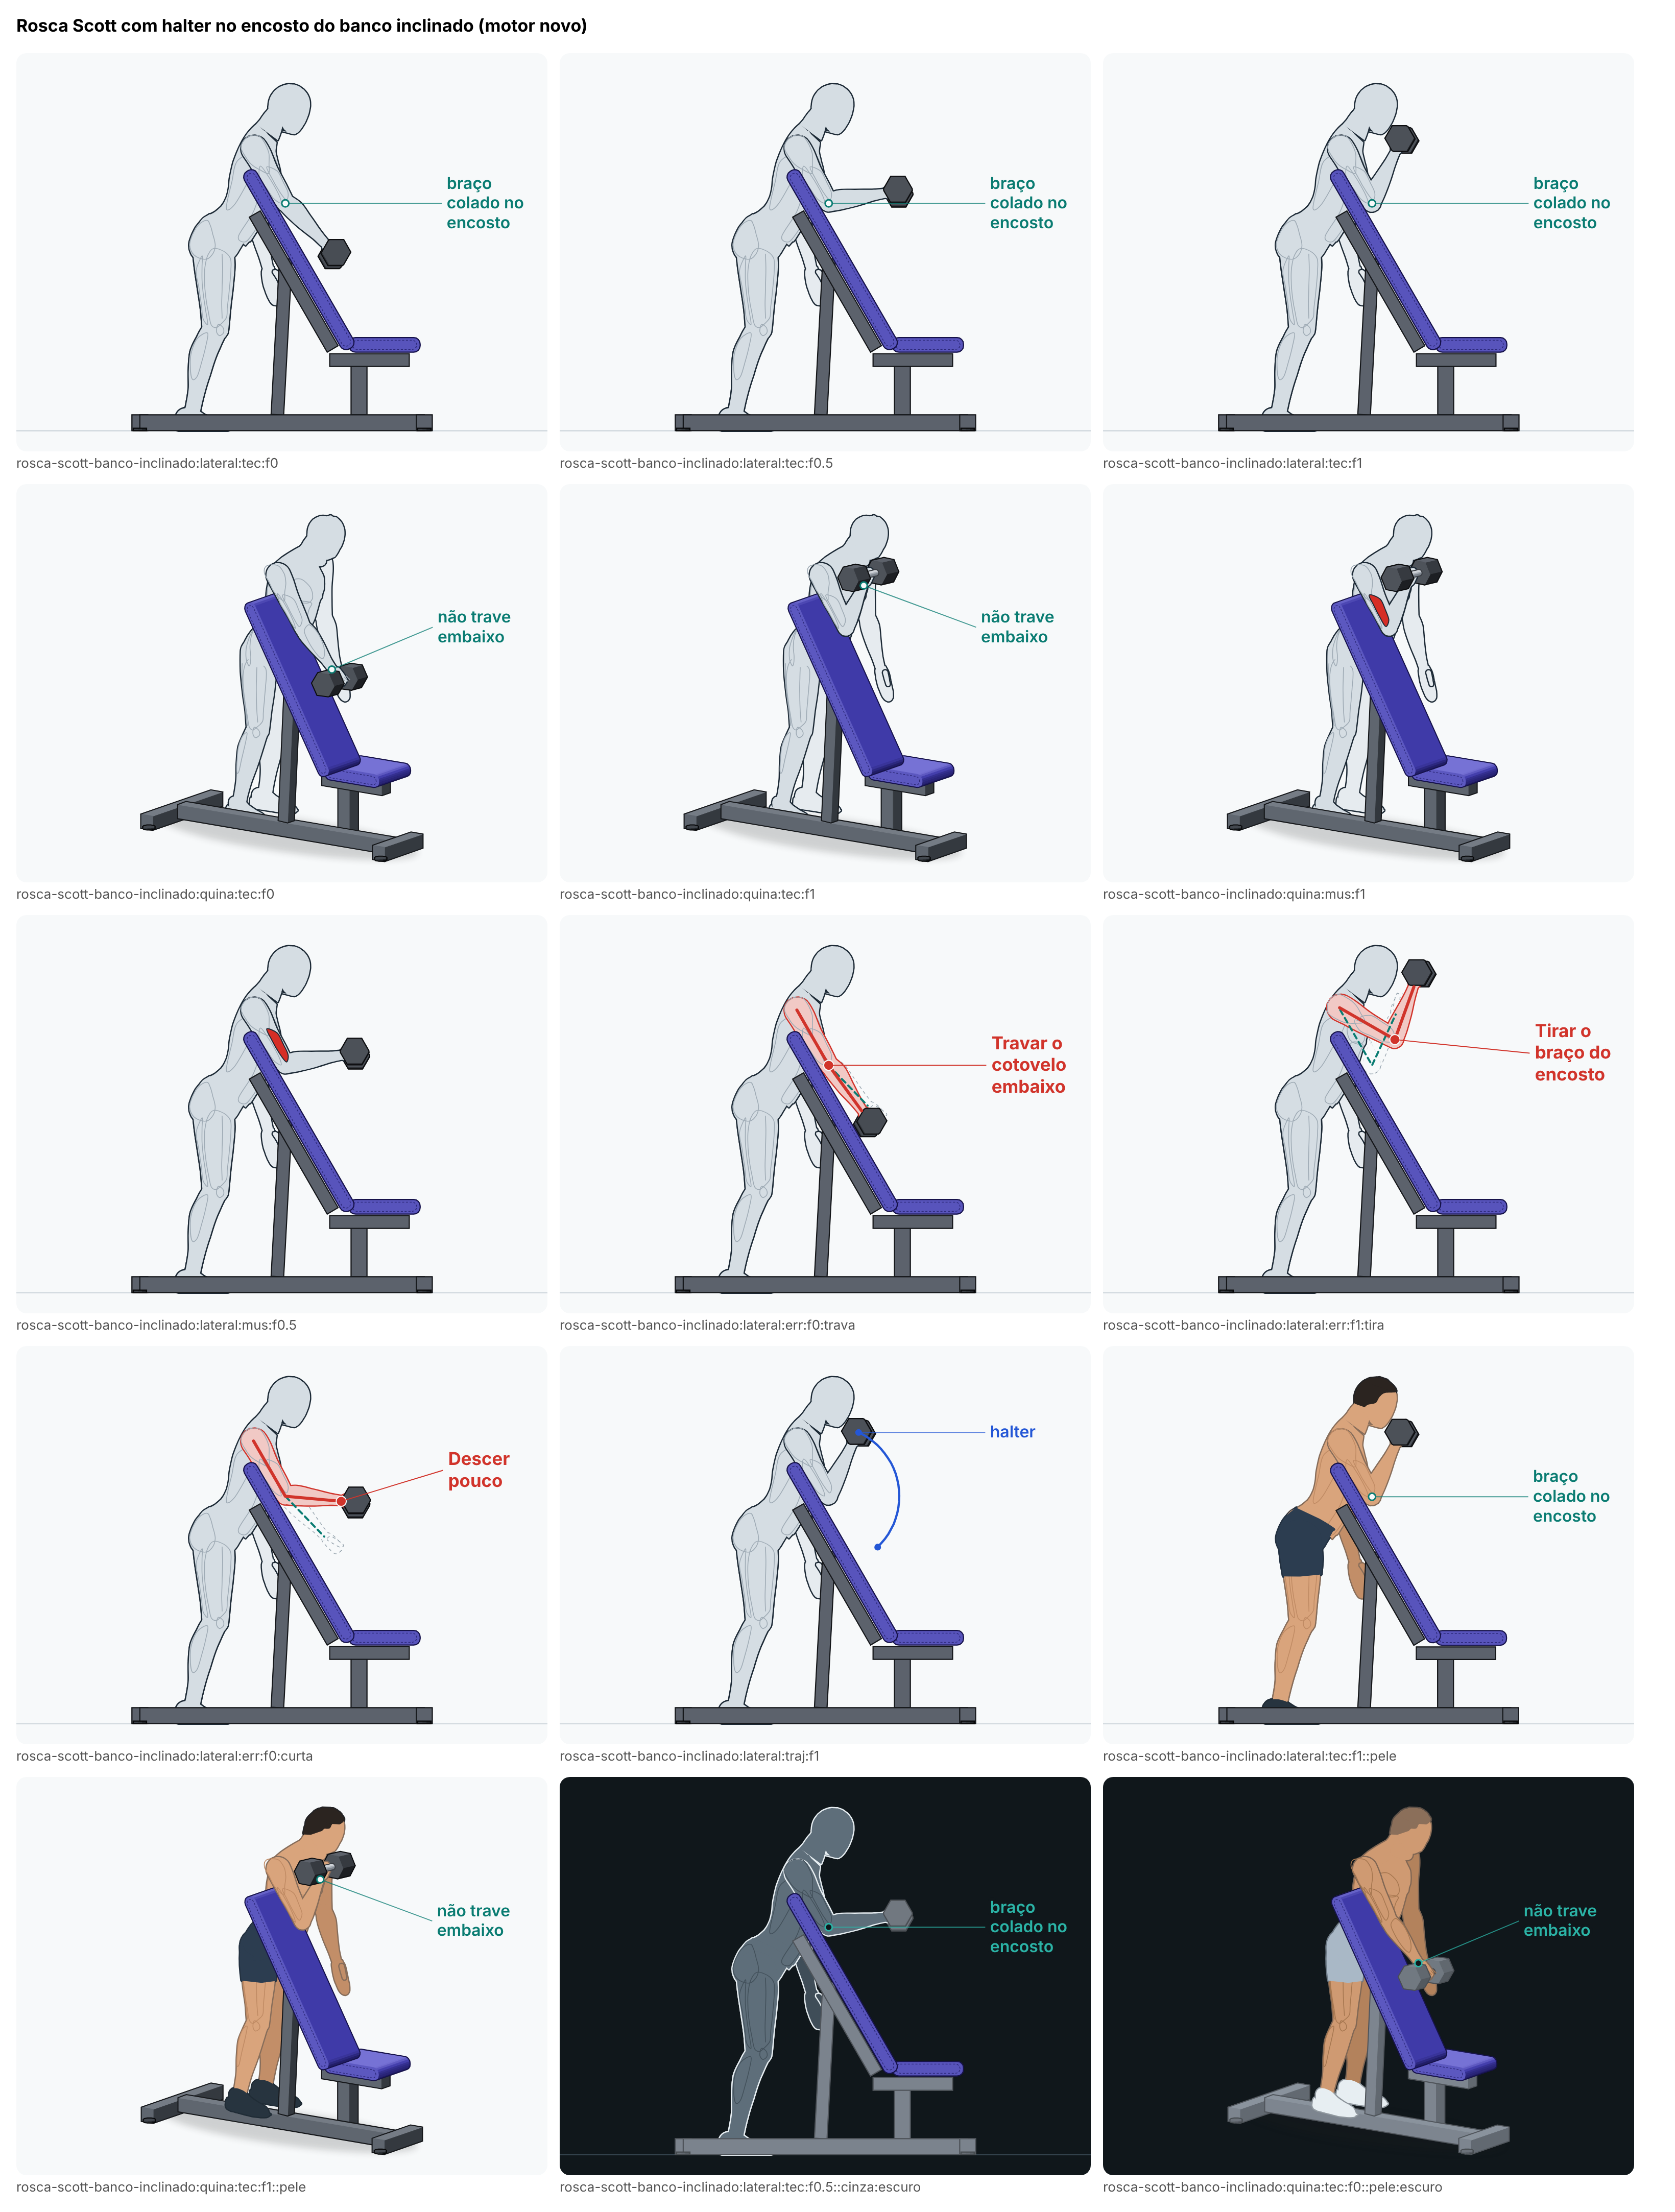 Rosca Scott com halter no encosto do banco inclinado (motor novo)
braço
colado no
encosto
braço
colado no
encosto
braço
colado no
encosto
rosca-scott-banco-inclinado:lateral:tec:f0
rosca-scott-banco-inclinado:lateral:tec:f0.5
rosca-scott-banco-inclinado:lateral:tec:f1
não trave
embaixo
não trave
embaixo
rosca-scott-banco-inclinado:quina:tec:f0
rosca-scott-banco-inclinado:quina:tec:f1
rosca-scott-banco-inclinado:quina:mus:f1
Travar o
cotovelo
embaixo
Tirar o
braço do
encosto
rosca-scott-banco-inclinado:lateral:mus:f0.5
rosca-scott-banco-inclinado:lateral:err:f0:trava
rosca-scott-banco-inclinado:lateral:err:f1:tira
Descer
pouco
halter
braço
colado no
encosto
rosca-scott-banco-inclinado:lateral:err:f0:curta
rosca-scott-banco-inclinado:lateral:traj:f1
rosca-scott-banco-inclinado:lateral:tec:f1::pele
não trave
embaixo
braço
colado no
encosto
não trave
embaixo
rosca-scott-banco-inclinado:quina:tec:f1::pele
rosca-scott-banco-inclinado:lateral:tec:f0.5::cinza:escuro
rosca-scott-banco-inclinado:quina:tec:f0::pele:escuro